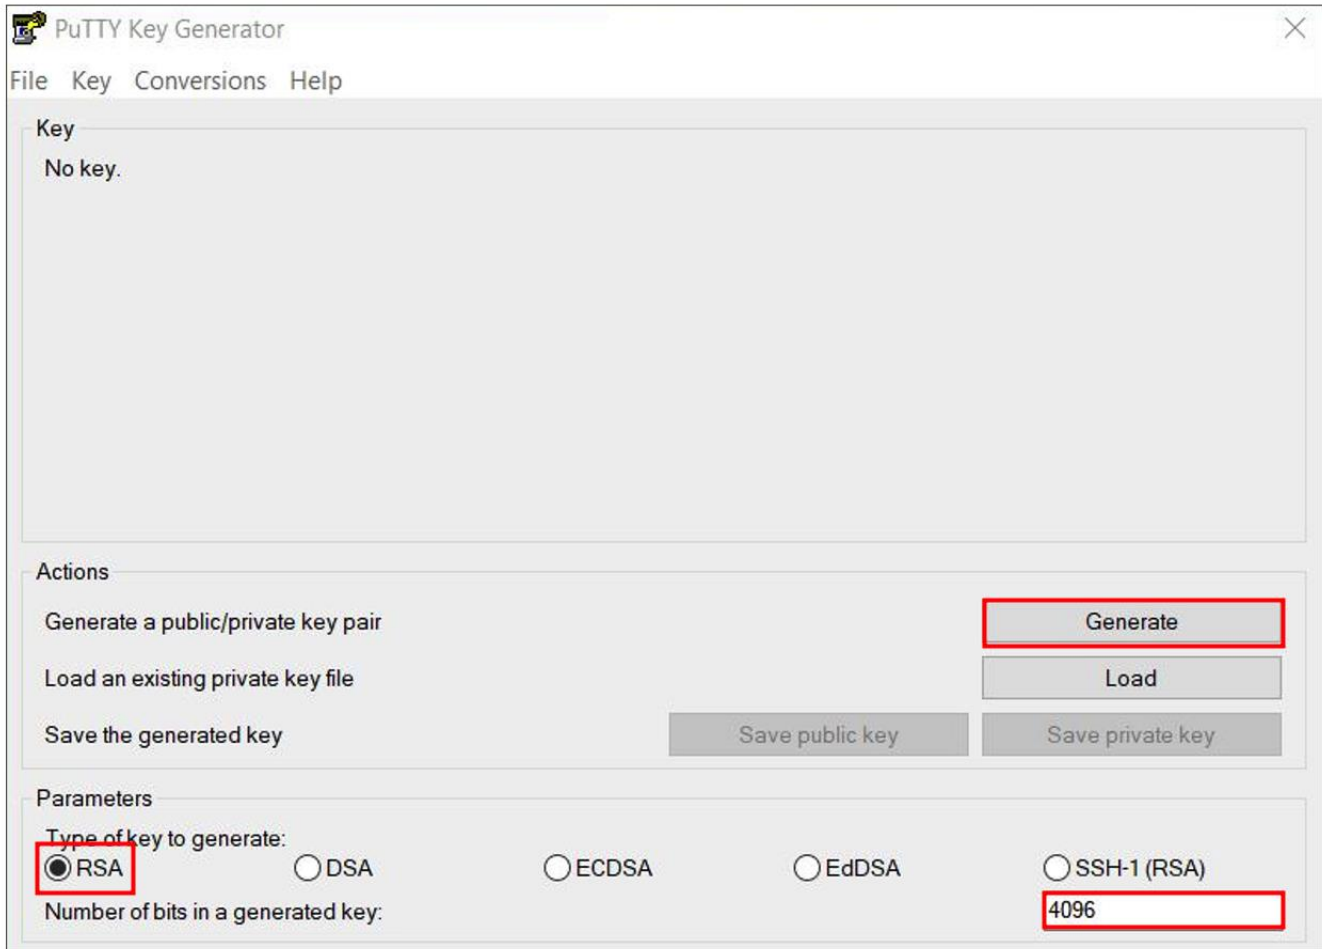 PuTTY Key Generator
File Key Conversions Help
Key
No key.
Actions
Generate a public/private key pair Generate
Load an existing private key file Load
Save the generated key Save public key Save private key
Parameters
Type of key to generate:
RSA DSA ECDSA EdDSA SSH-1 (RSA)
Number of bits in a generated key: 4096